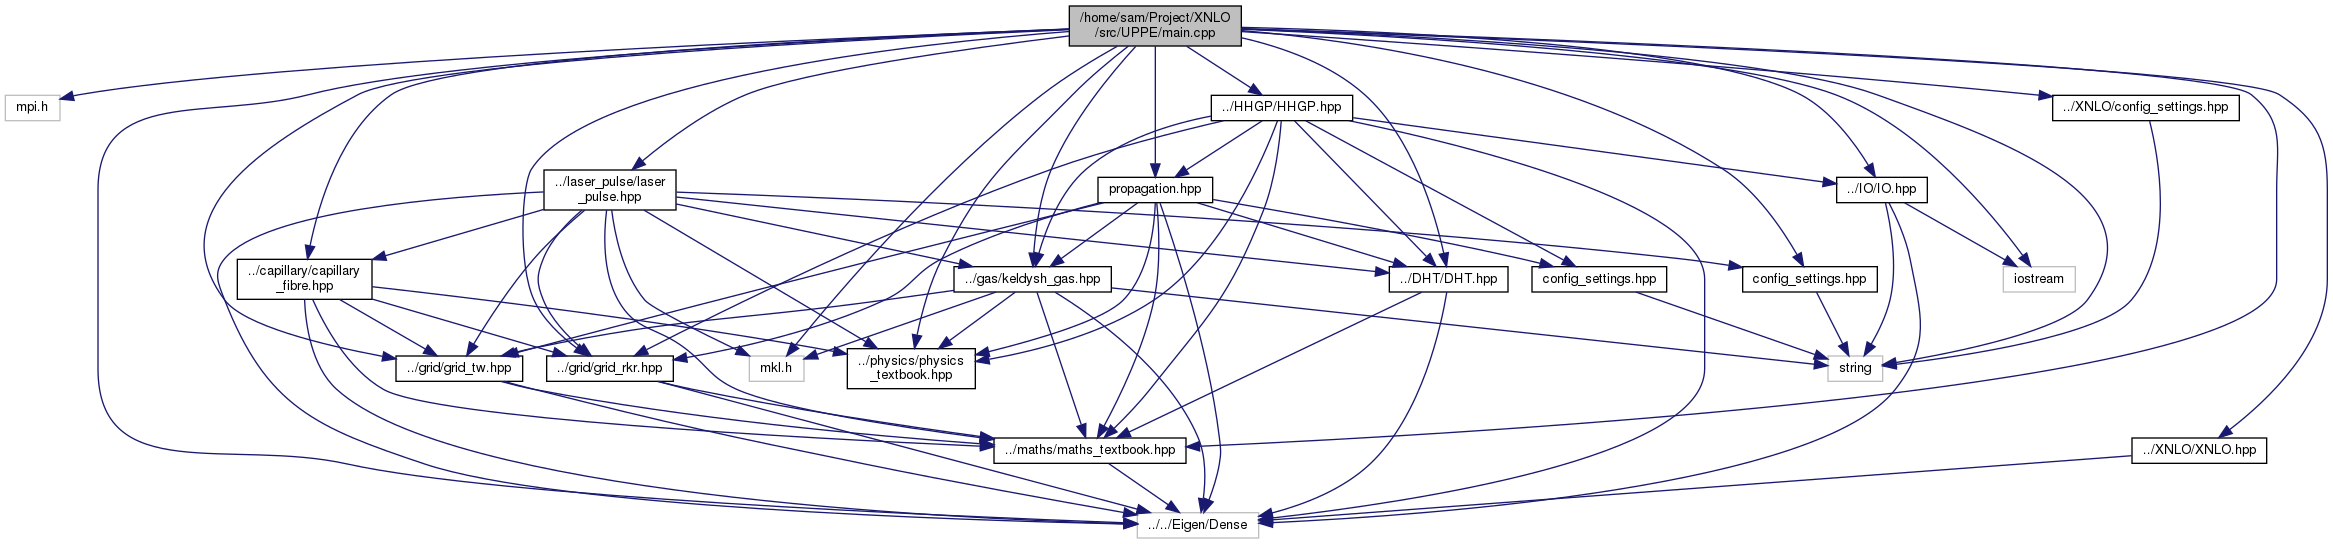 /home/sam/Project/XNLO
/src/UPPE/main.cpp
mpi.h
../HHGP/HHGP.hpp
../XNLO/config_settings.hpp
../laser_pulse/laser
_pulse.hpp
propagation.hpp
../IO/IO.hpp
../capillary/capillary
_fibre.hpp
../gas/keldysh_gas.hpp
../DHT/DHT.hpp
config_settings.hpp
config_settings.hpp
iostream
../grid/grid_tw.hpp
../grid/grid_rkr.hpp
mkl.h
../physics/physics
_textbook.hpp
string
../maths/maths_textbook.hpp
../XNLO/XNLO.hpp
../../Eigen/Dense